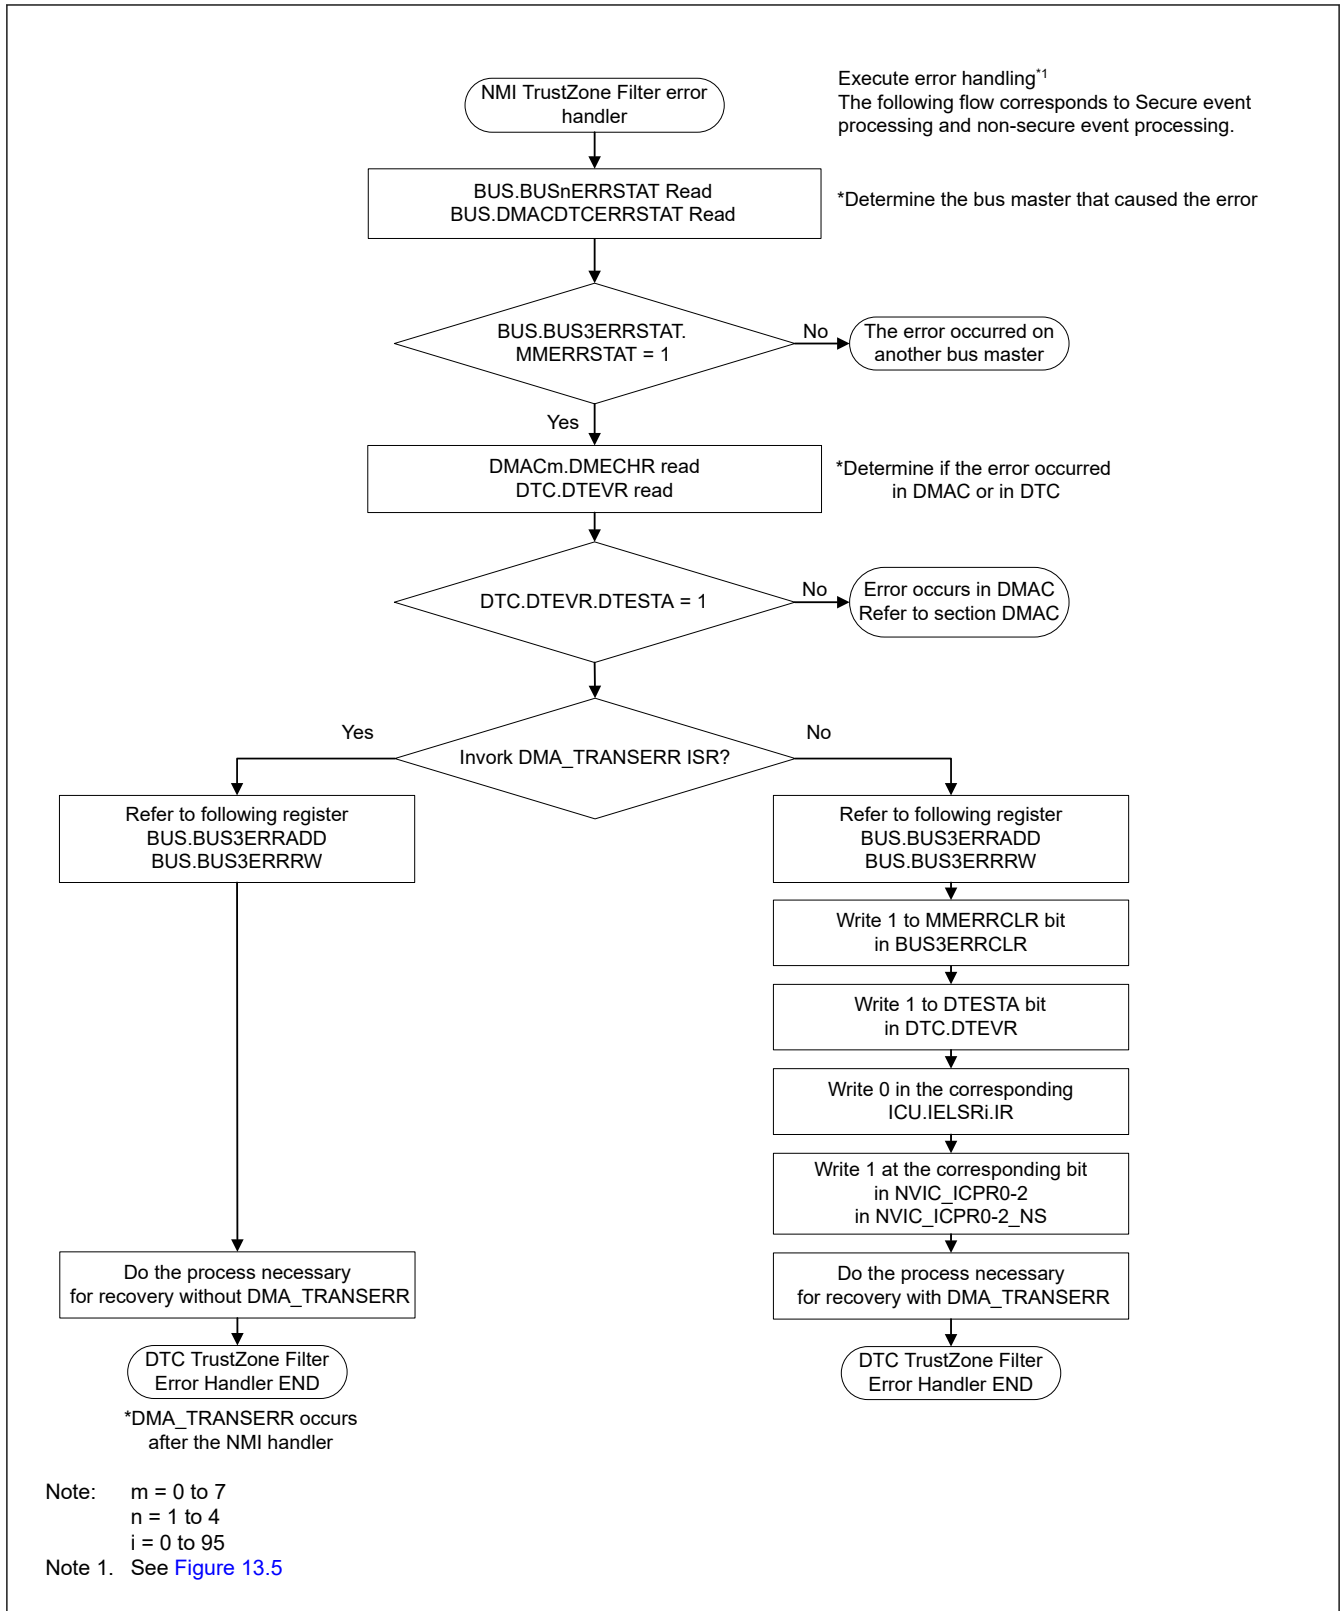 NMI TrustZone Filter error
handler
Execute error handling*1
The following flow corresponds to Secure event
processing and non-secure event processing.
BUS.BUSnERRSTAT Read
BUS.DMACDTCERRSTAT Read
*Determine the bus master that caused the error
BUS.BUS3ERRSTAT.
MMERRSTAT = 1
No
The error occurred on
another bus master
Yes
DMACm.DMECHR read
DTC.DTEVR read
*Determine if the error occurred
in DMAC or in DTC
DTC.DTEVR.DTESTA = 1
No
Error occurs in DMAC
Refer to section DMAC
Yes
Invork DMA_TRANSERR ISR?
No
Refer to following register
BUS.BUS3ERRADD
BUS.BUS3ERRRW
Refer to following register
BUS.BUS3ERRADD
BUS.BUS3ERRRW
Write 1 to MMERRCLR bit
in BUS3ERRCLR
Write 1 to DTESTA bit
in DTC.DTEVR
Write 0 in the corresponding
ICU.IELSRi.IR
Write 1 at the corresponding bit
in NVIC_ICPR0-2
in NVIC_ICPR0-2_NS
Do the process necessary
for recovery without DMA_TRANSERR
Do the process necessary
for recovery with DMA_TRANSERR
DTC TrustZone Filter
Error Handler END
DTC TrustZone Filter
Error Handler END
*DMA_TRANSERR occurs
after the NMI handler
Note: m = 0 to 7
n = 1 to 4
i = 0 to 95
Note 1. See Figure 13.5